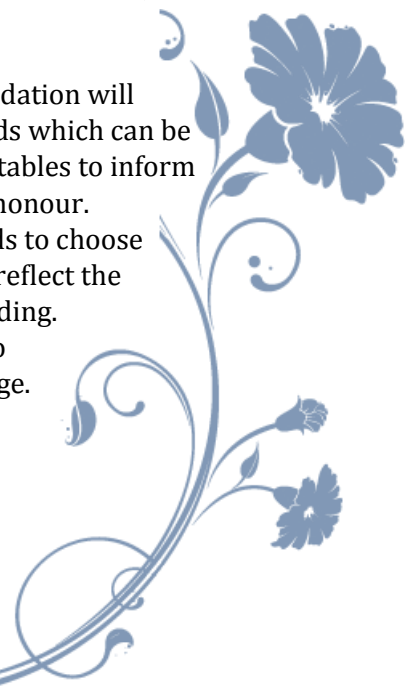 dation will
ds which can be
tables to inform
honour.
ls to choose
reflect the
ding.
o
ge.